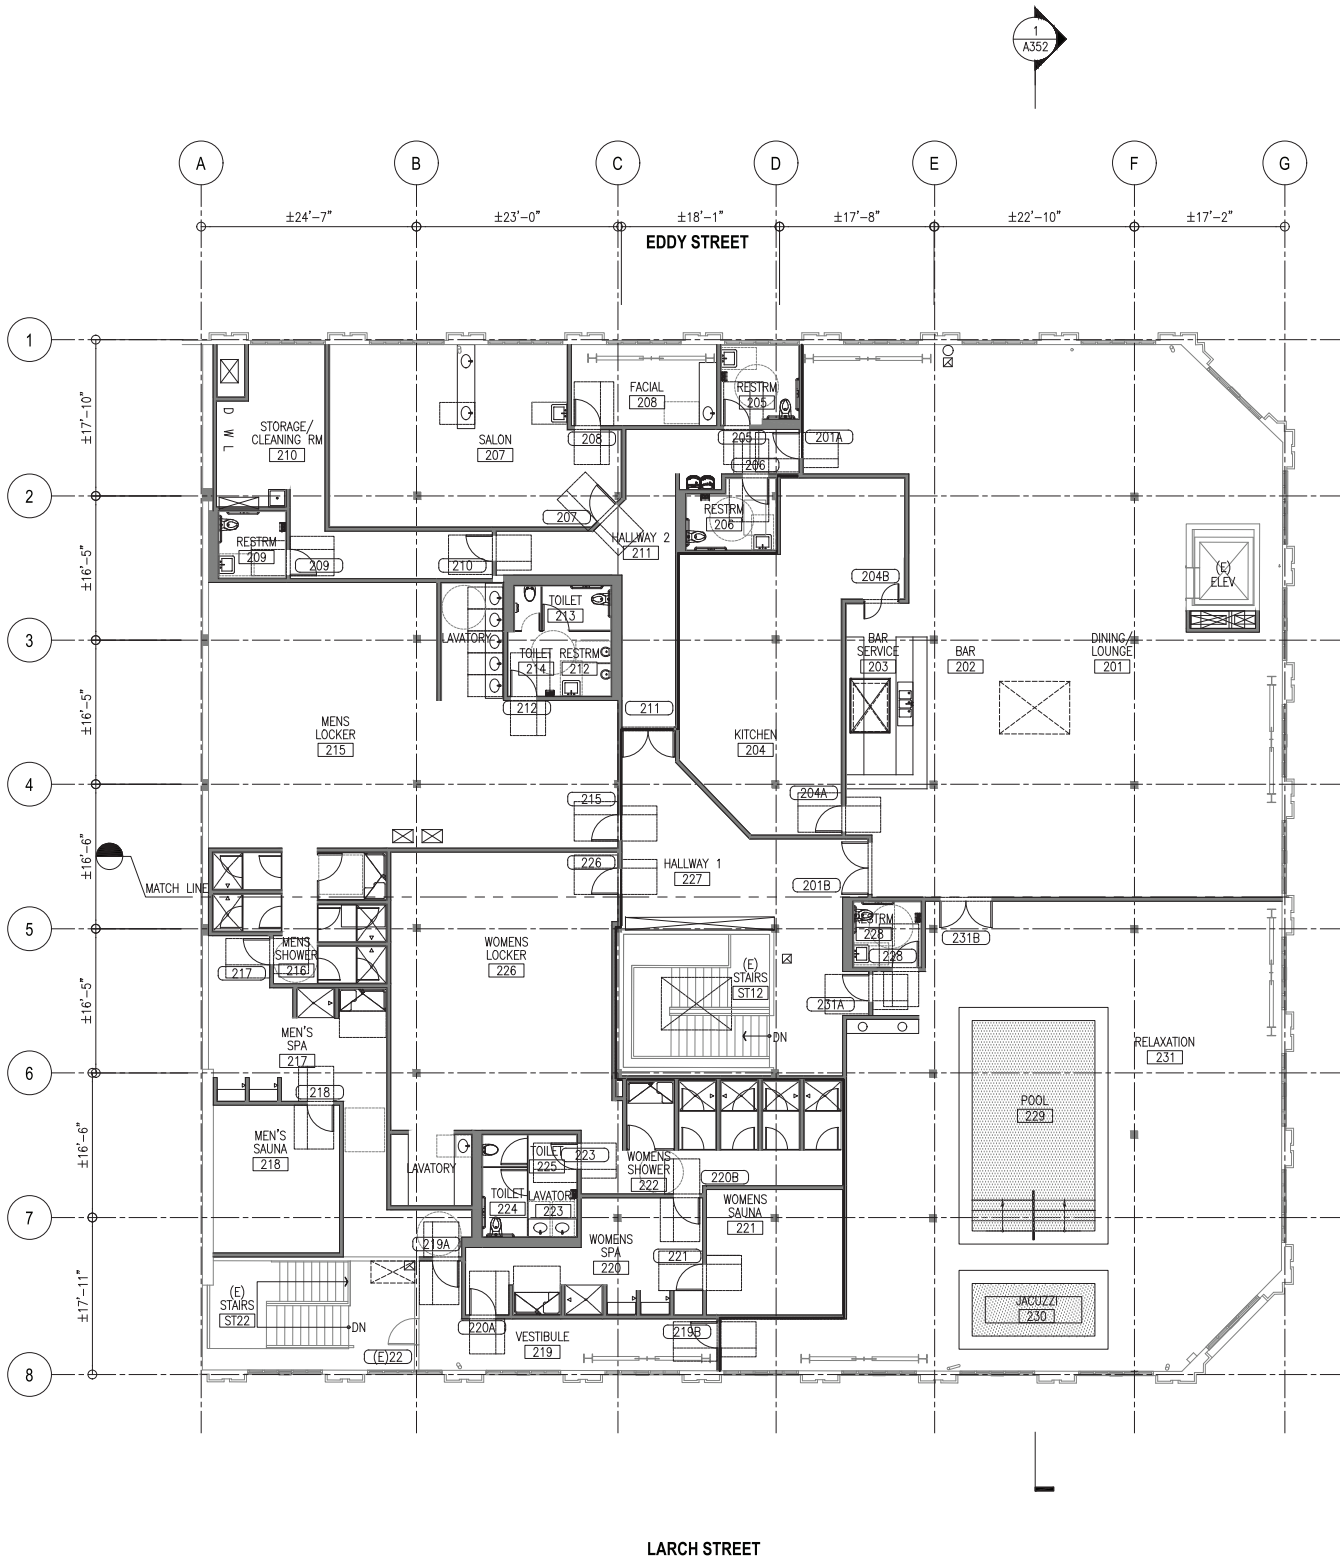 1
A352
A
B
C
D
E
F
G
±24'-7"
±23'-0"
±18'-1"
±17'-8"
±22'-10"
±17'-2"
EDDY STREET
1
2
3
4
5
6
7
8
±17'-10"
±16'-5"
±16'-5"
±16'-6"
±16'-5"
±16'-6"
±17'-11"
MATCH LINE
D
W
L
STORAGE/
CLEANING RM
210
SALON
207
FACIAL
208
RESTRM
205
208
205
206
201A
RESTRM
209
209
210
207
HALLWAY 2
211
RESTRM
206
204B
(E)
ELEV
TOILET
213
LAVATORY
TOILET
214
RESTRM
212
212
211
BAR
SERVICE
203
BAR
202
DINING/
LOUNGE
201
MENS
LOCKER
215
KITCHEN
204
215
204A
226
HALLWAY 1
227
201B
MENS
SHOWER
216
217
WOMENS
LOCKER
226
(E)
STAIRS
ST12
DN
RESTRM
228
228
231B
231A
MEN'S
SPA
217
218
RELAXATION
231
POOL
229
MEN'S
SAUNA
218
LAVATORY
TOILET
225
223
TOILET
224
LAVATORY
223
WOMENS
SHOWER
222
220B
WOMENS
SAUNA
221
219A
WOMENS
SPA
220
221
(E)
STAIRS
ST22
DN
(E)22
220A
VESTIBULE
219
219B
JACUZZI
230
LARCH STREET